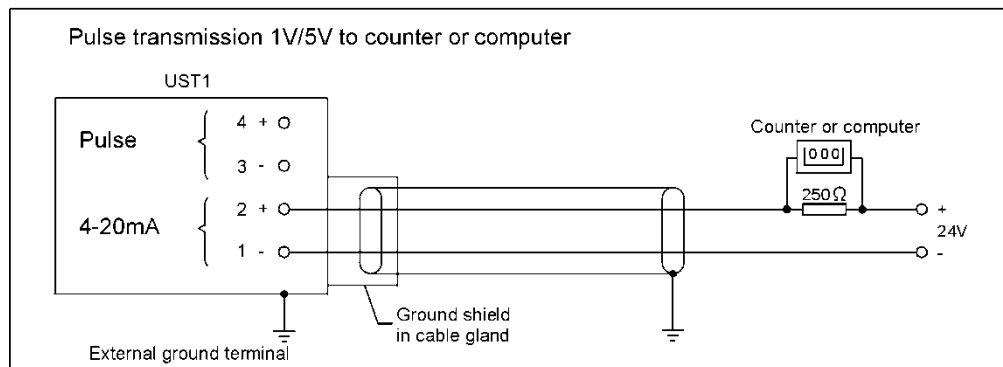 Pulse transmission 1V/5V to counter or computer
UST1
Pulse
4 +
3 -
4-20mA
2 +
1 -
Counter or computer
000
250Ω
+
24V
-
Ground shield
in cable gland
External ground terminal